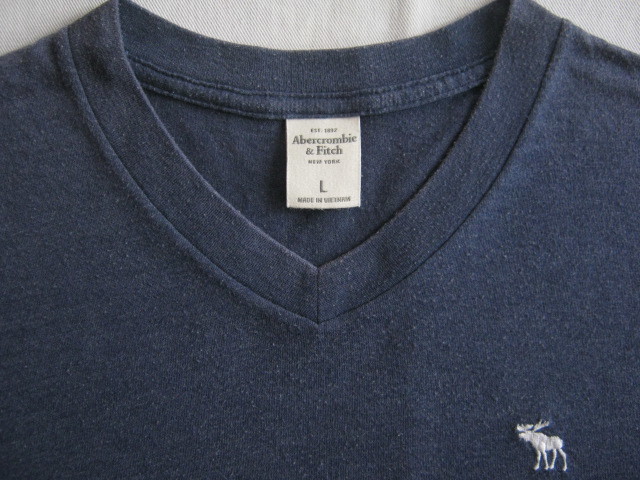 EST. 1892
Abercrombie
& Fitch
NEW YORK
L
MADE IN VIETNAM